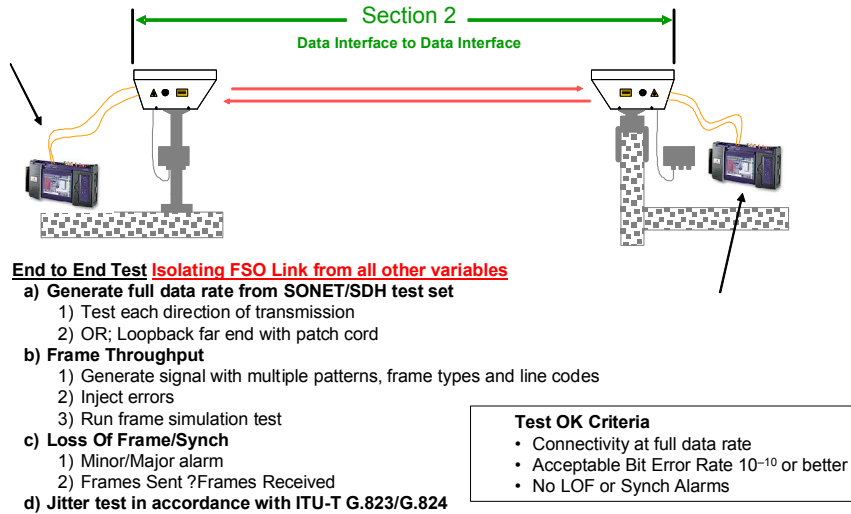 Section 2
Data Interface to Data Interface
End to End Test Isolating FSO Link from all other variables
a) Generate full data rate from SONET/SDH test set
1) Test each direction of transmission
2) OR; Loopback far end with patch cord
b) Frame Throughput
1) Generate signal with multiple patterns, frame types and line codes
2) Inject errors
3) Run frame simulation test
c) Loss Of Frame/Synch
1) Minor/Major alarm
2) Frames Sent ?Frames Received
d) Jitter test in accordance with ITU-T G.823/G.824
Test OK Criteria
• Connectivity at full data rate
• Acceptable Bit Error Rate 10⁻¹⁰ or better
• No LOF or Synch Alarms